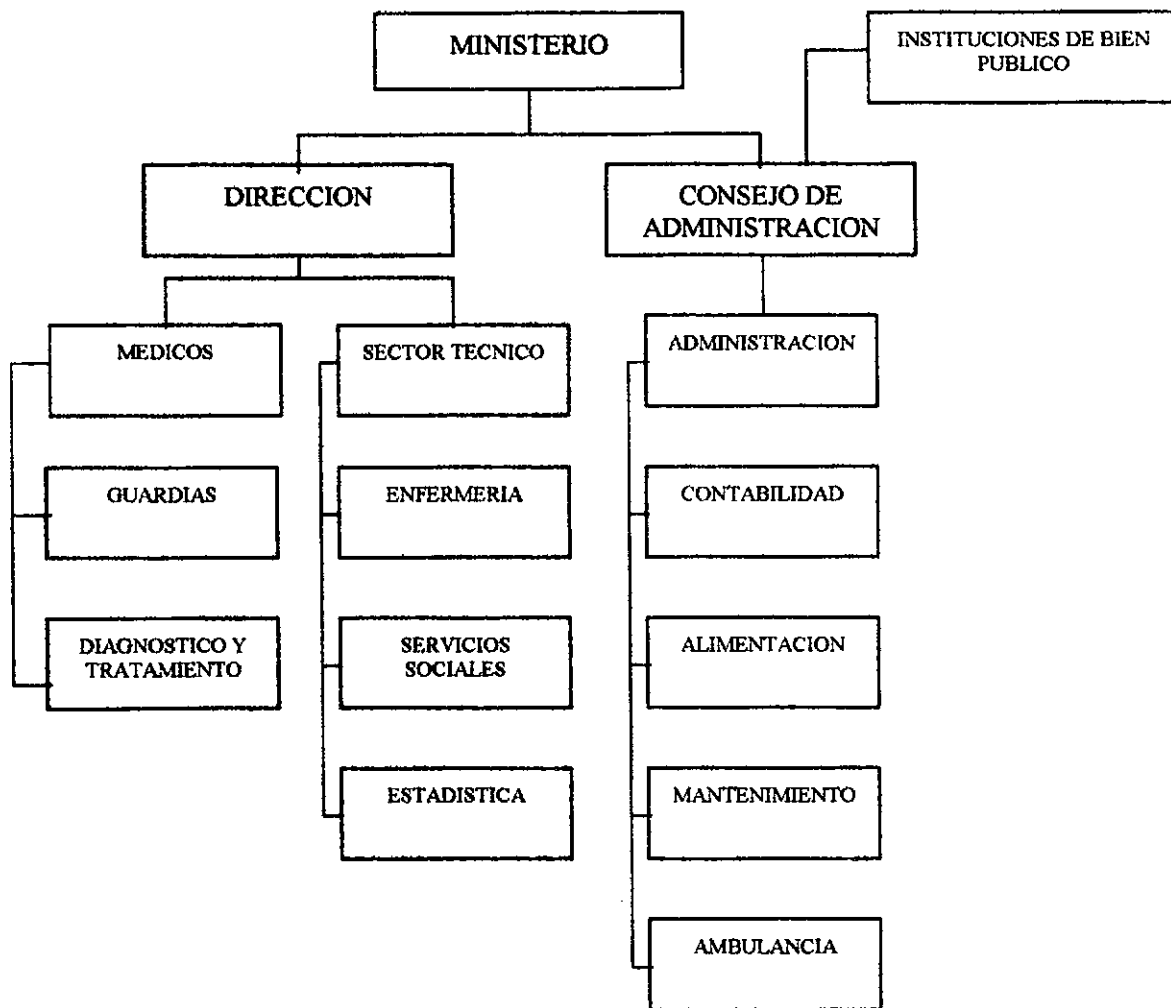 MINISTERIO
INSTITUCIONES DE BIEN
PUBLICO
DIRECCION
CONSEJO DE
ADMINISTRACION
MEDICOS
SECTOR TECNICO
ADMINISTRACION
GUARDIAS
ENFERMERIA
CONTABILIDAD
DIAGNOSTICO Y
TRATAMIENTO
SERVICIOS
SOCIALES
ALIMENTACION
ESTADISTICA
MANTENIMIENTO
AMBULANCIA